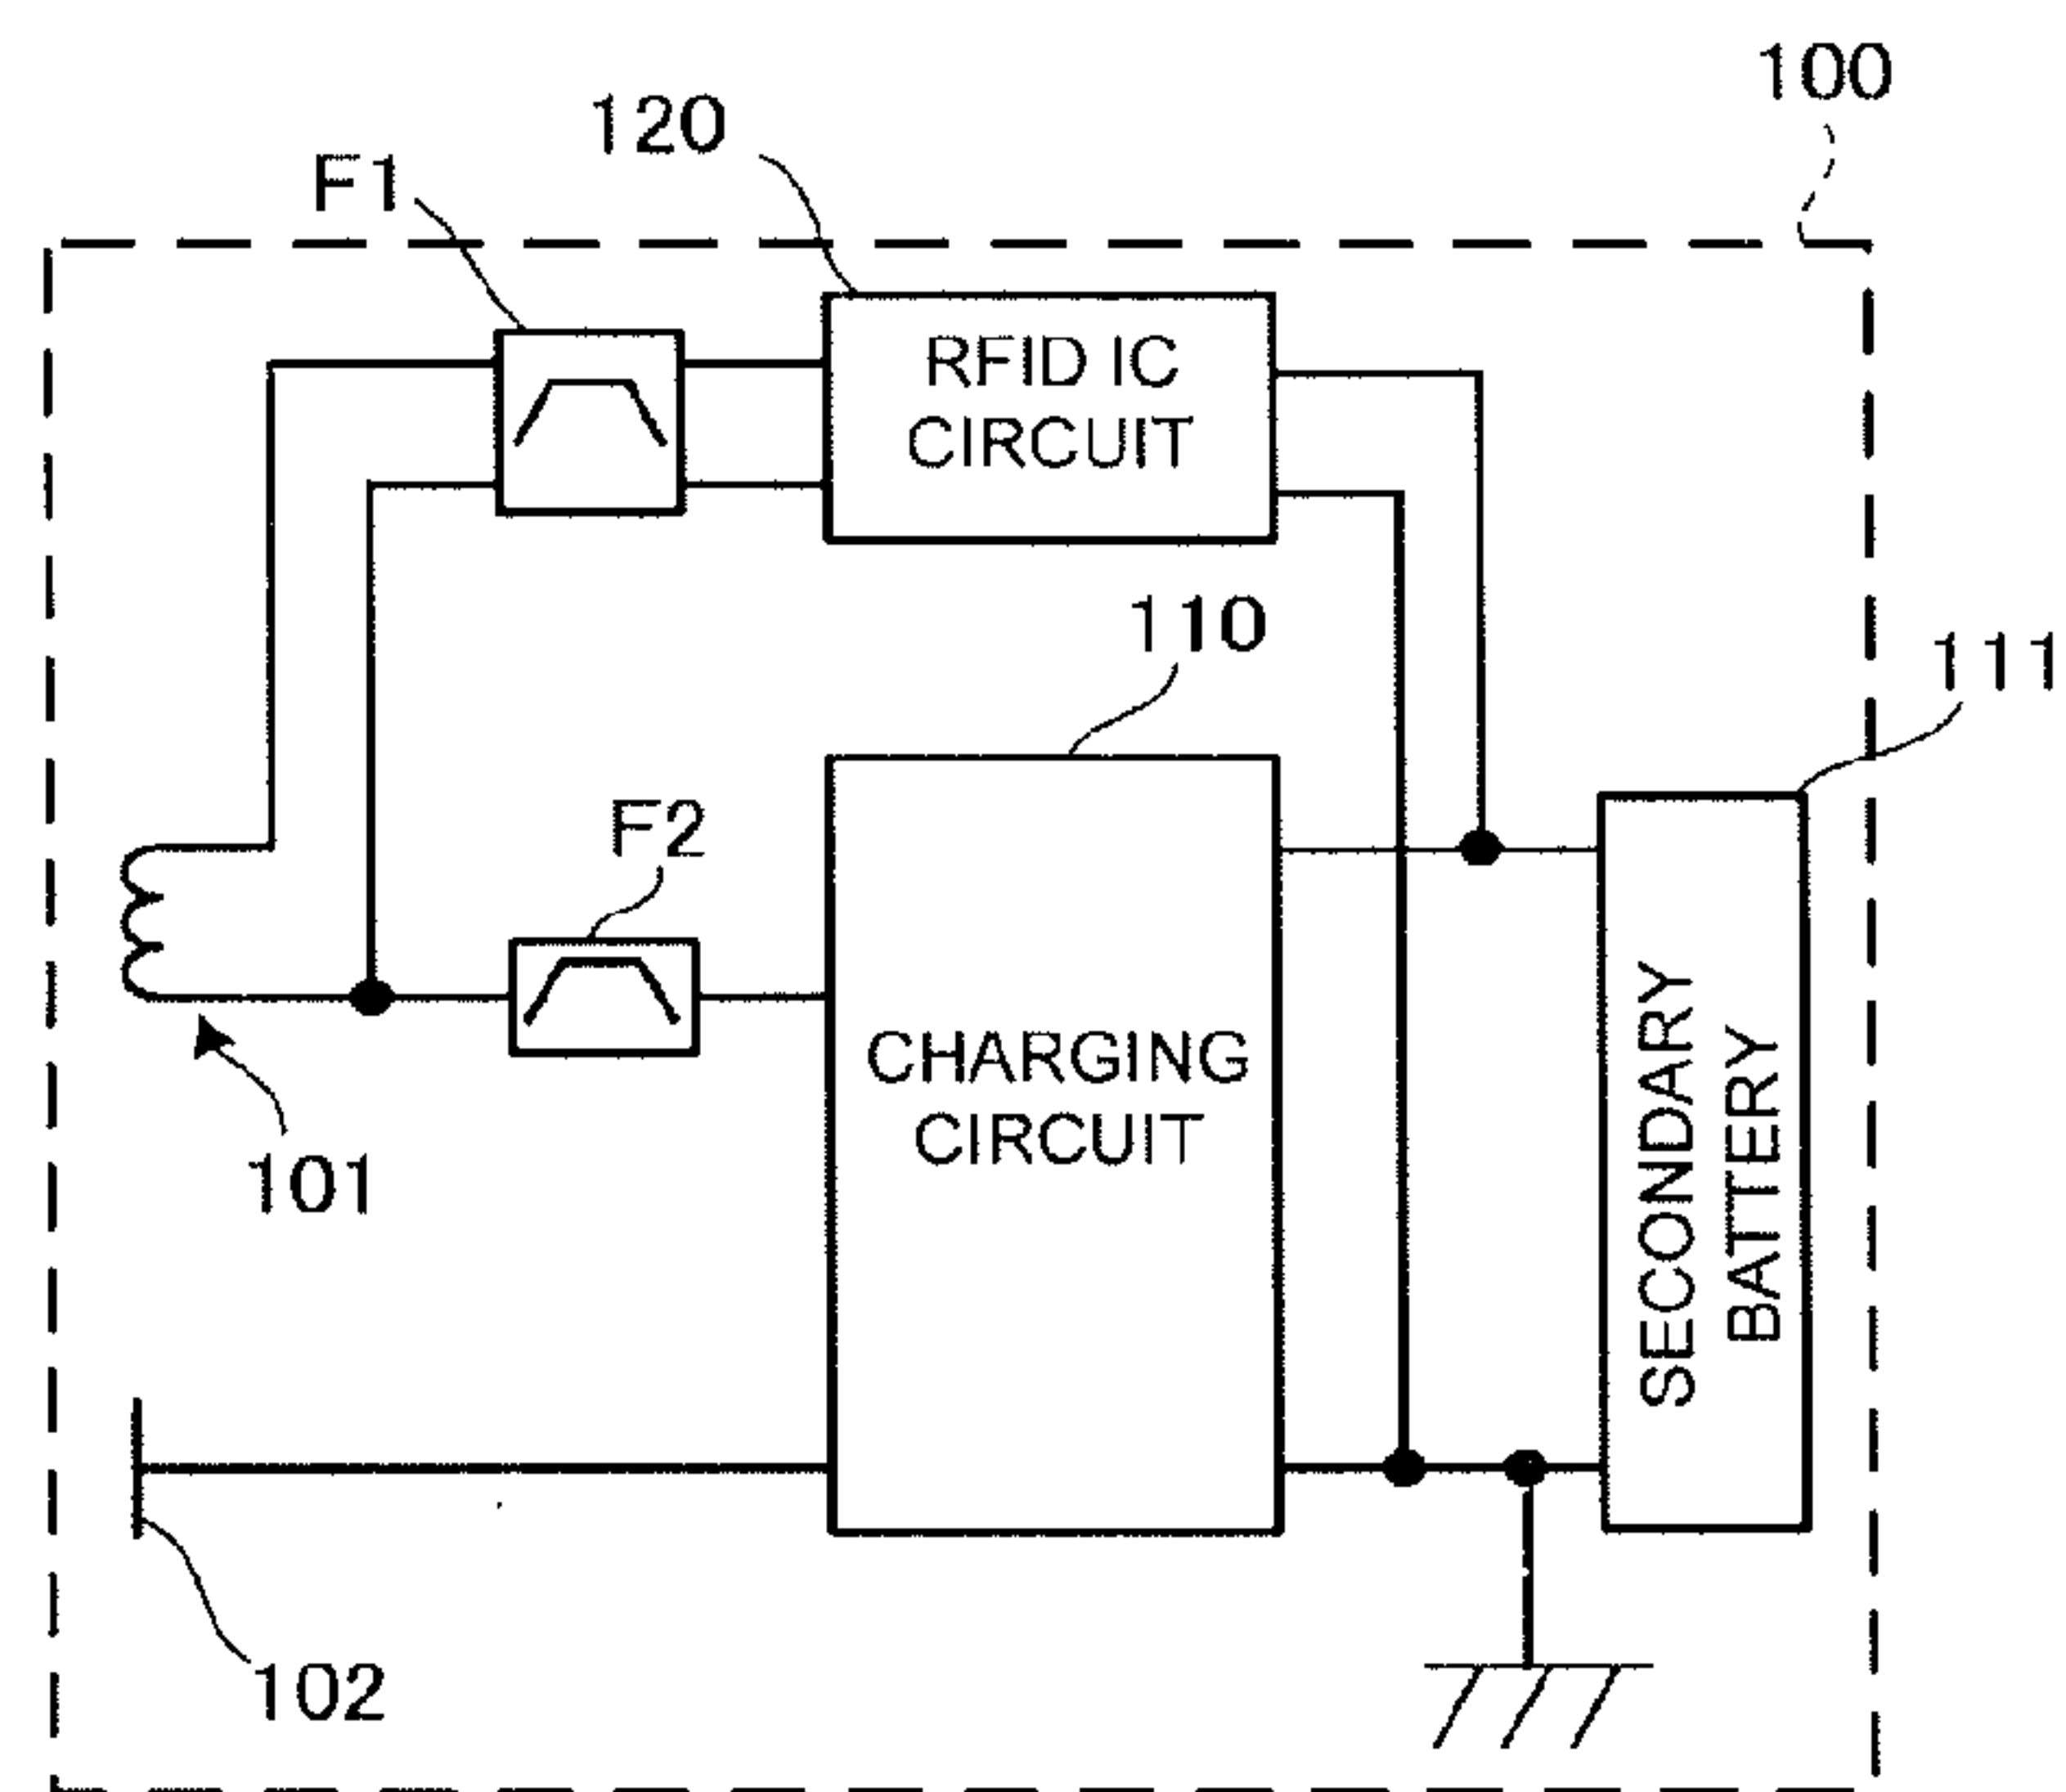 100
120
F1
RFID IC
CIRCUIT
110
111
F2
CHARGING
CIRCUIT
SECONDARY
BATTERY
101
102